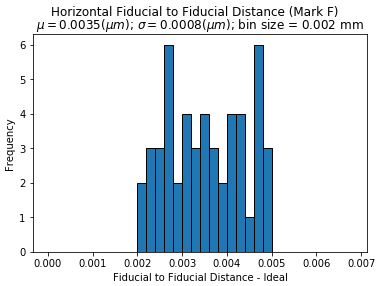 Horizontal Fiducial to Fiducial Distance (Mark F)
μ = 0.0035(μm); σ = 0.0008(μm); bin size = 0.002 mm
Frequency
6
5
4
3
2
1
0
0.000 0.001 0.002 0.003 0.004 0.005 0.006 0.007
Fiducial to Fiducial Distance - Ideal